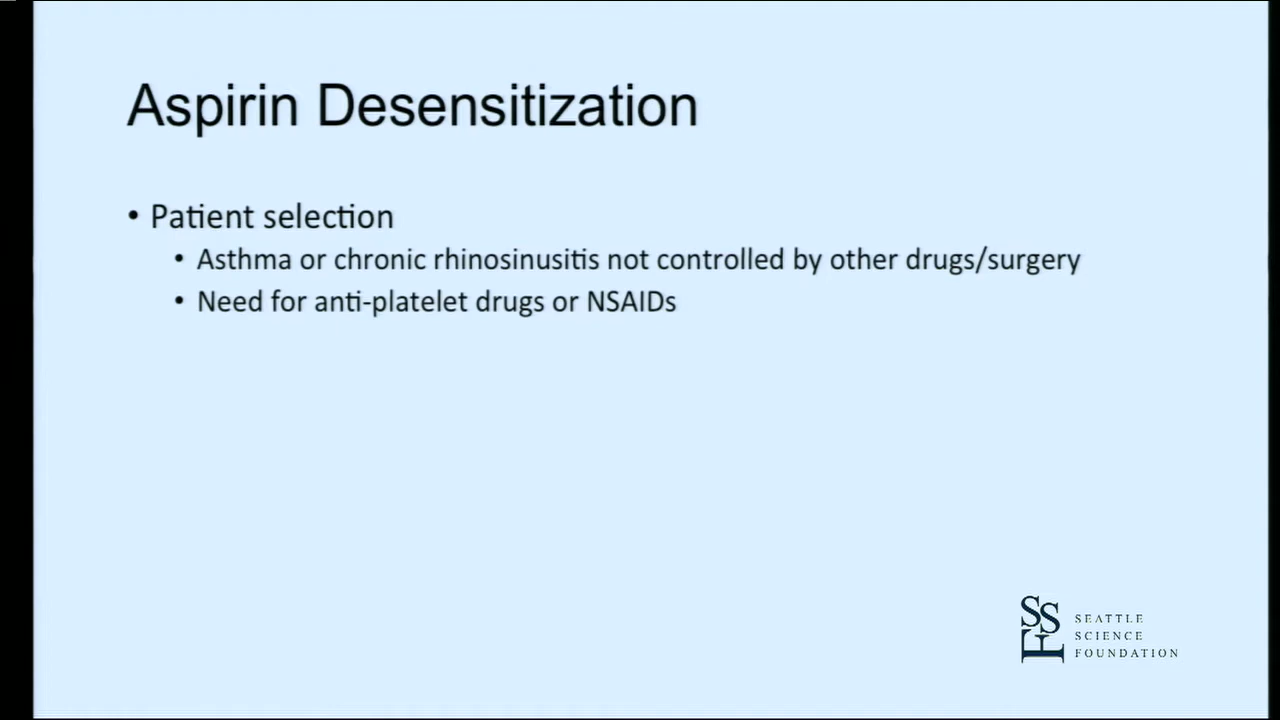 Aspirin Desensitization
• Patient selection
• Asthma or chronic rhinosinusitis not controlled by other drugs/surgery
• Need for anti-platelet drugs or NSAIDs
SSF
SEATTLE
SCIENCE
FOUNDATION